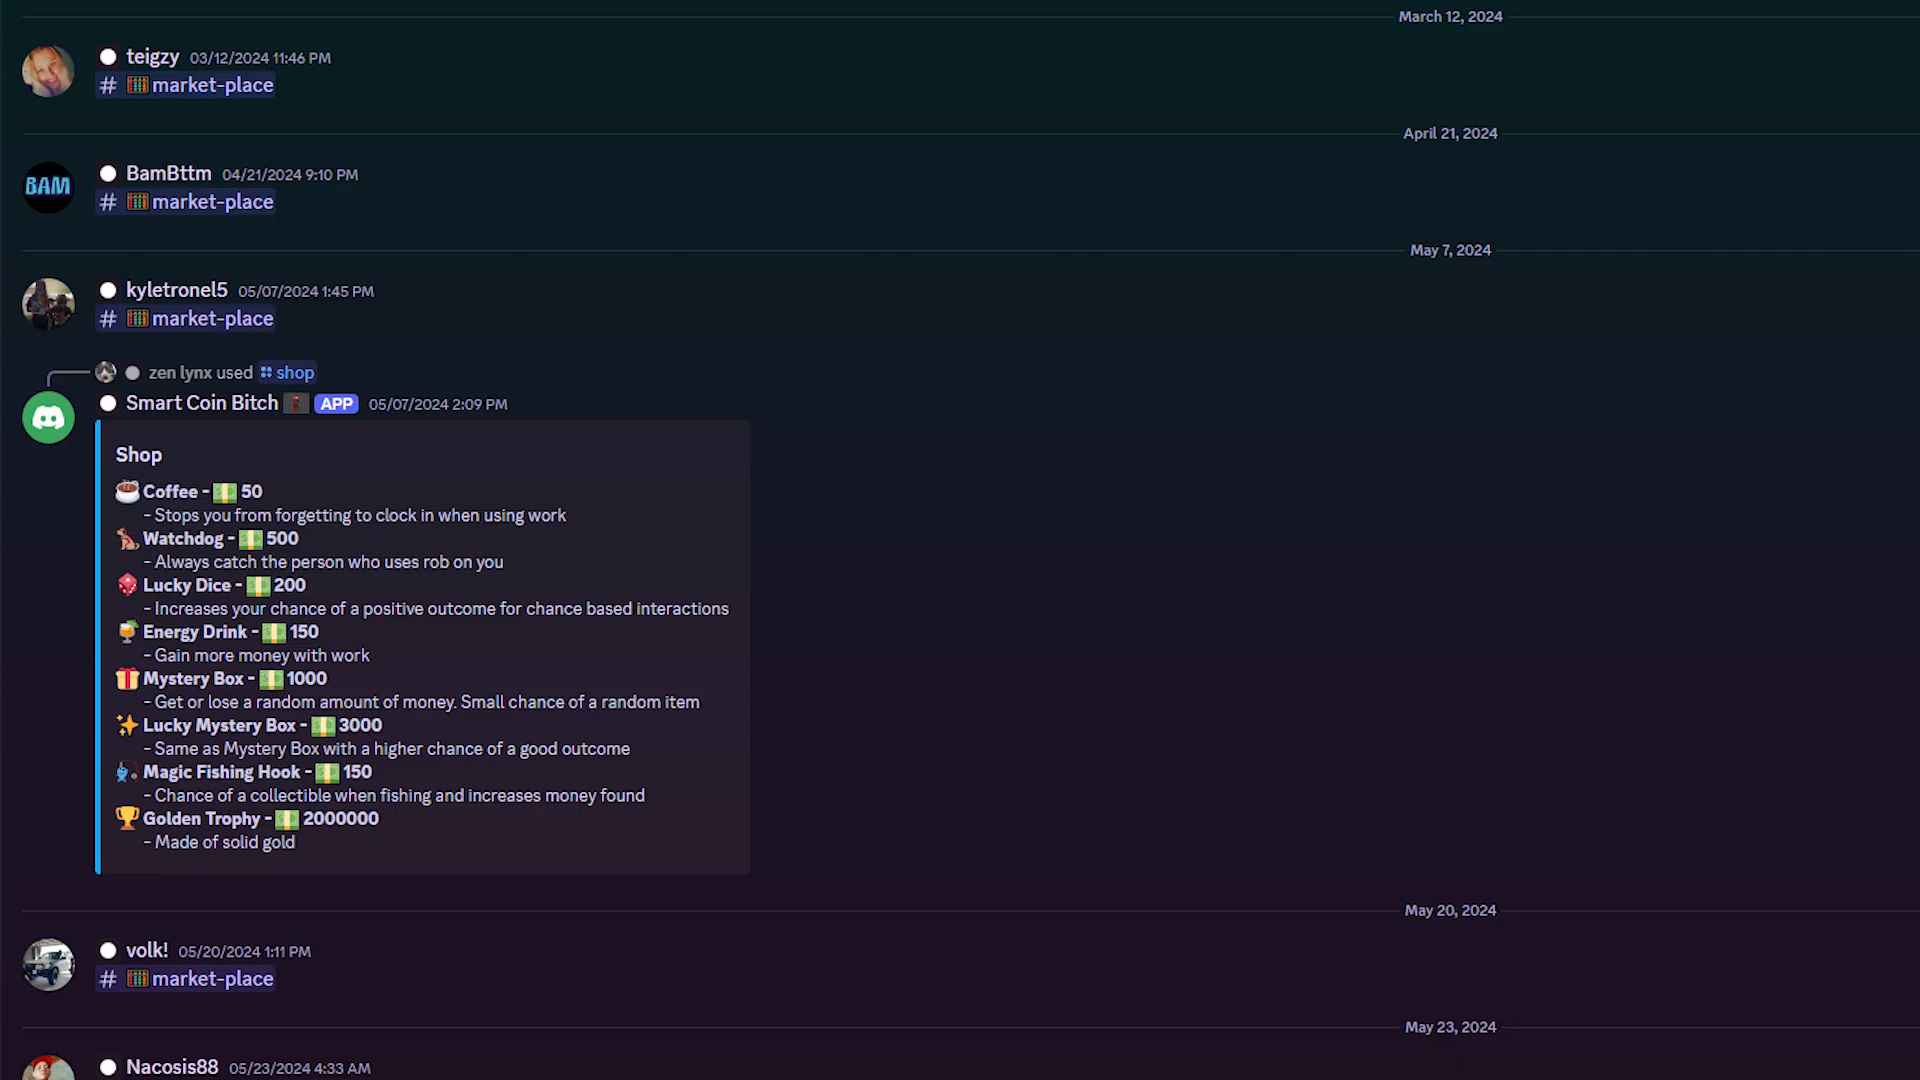 March 12, 2024
teigzy 03/12/2024 11:46 PM
# market-place
April 21, 2024
BAM
BamBttm 04/21/2024 9:10 PM
# market-place
May 7, 2024
kyletronel5 05/07/2024 1:45 PM
# market-place
zen lynx used shop
Smart Coin Bitch APP 05/07/2024 2:09 PM
Shop
Coffee - 50
- Stops you from forgetting to clock in when using work
Watchdog - 500
- Always catch the person who uses rob on you
Lucky Dice - 200
- Increases your chance of a positive outcome for chance based interactions
Energy Drink - 150
- Gain more money with work
Mystery Box - 1000
- Get or lose a random amount of money. Small chance of a random item
Lucky Mystery Box - 3000
- Same as Mystery Box with a higher chance of a good outcome
Magic Fishing Hook - 150
- Chance of a collectible when fishing and increases money found
Golden Trophy - 2000000
- Made of solid gold
May 20, 2024
volk! 05/20/2024 1:11 PM
# market-place
May 23, 2024
Nacosis88 05/23/2024 4:33 AM